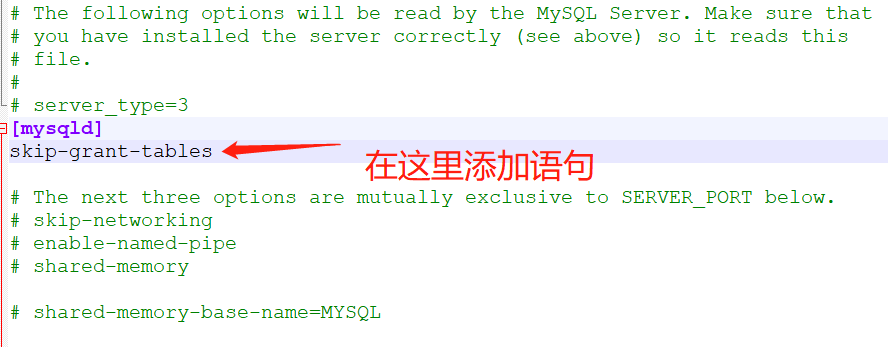 # The following options will be read by the MySQL Server. Make sure that
# you have installed the server correctly (see above) so it reads this
# file.
#
# server_type=3
[mysqld]
skip-grant-tables
在这里添加语句
# The next three options are mutually exclusive to SERVER_PORT below.
# skip-networking
# enable-named-pipe
# shared-memory
# shared-memory-base-name=MYSQL